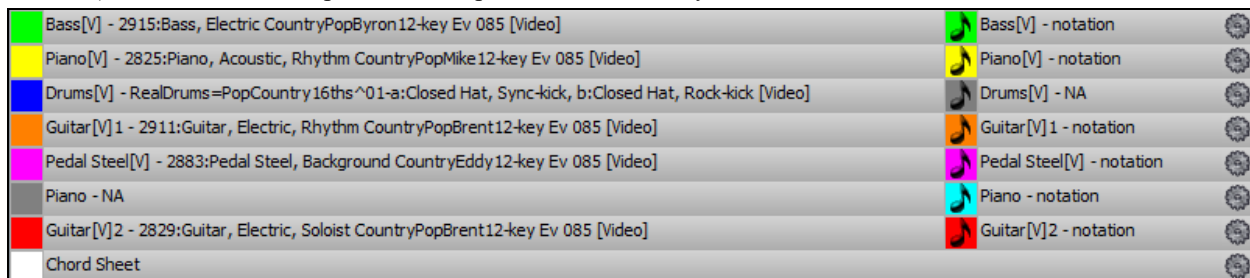 Bass[V] - 2915:Bass, Electric CountryPopByron12-key Ev 085 [Video] Bass[V] - notation
Piano[V] - 2825:Piano, Acoustic, Rhythm CountryPopMike12-key Ev 085 [Video] Piano[V] - notation
Drums[V] - RealDrums=PopCountry16ths^01-a:Closed Hat, Sync-kick, b:Closed Hat, Rock-kick [Video] Drums[V] - NA
Guitar[V]1 - 2911:Guitar, Electric, Rhythm CountryPopBrent12-key Ev 085 [Video] Guitar[V]1 - notation
Pedal Steel[V] - 2883:Pedal Steel, Background CountryEddy12-key Ev 085 [Video] Pedal Steel[V] - notation
Piano - NA Piano - notation
Guitar[V]2 - 2829:Guitar, Electric, Soloist CountryPopBrent12-key Ev 085 [Video] Guitar[V]2 - notation
Chord Sheet